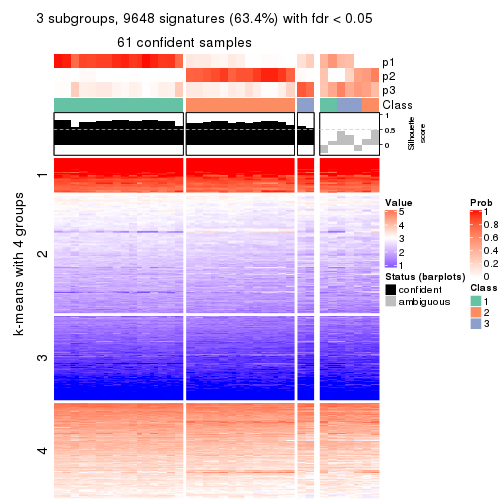 3 subgroups, 9648 signatures (63.4%) with fdr < 0.05
61 confident samples
p1
p2
p3
Class
1
0.5
0
Silhouette
score
k-means with 4 groups
1
2
3
4
Value
5
4
3
2
1
Status (barplots)
confident
ambiguous
Prob
1
0.8
0.6
0.4
0.2
0
Class
1
2
3